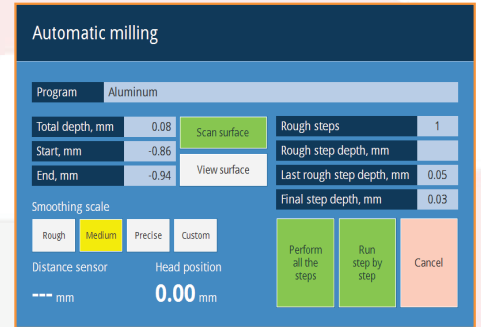 Automatic milling
Program Aluminum
Total depth, mm 0.08
Start, mm -0.86
End, mm -0.94
Scan surface
View surface
Rough steps 1
Rough step depth, mm
Last rough step depth, mm 0.05
Final step depth, mm 0.03
Smoothing scale
Rough Medium Precise Custom
Distance sensor
--- mm
Head position
0.00 mm
Perform
all the
steps
Run
step by
step
Cancel